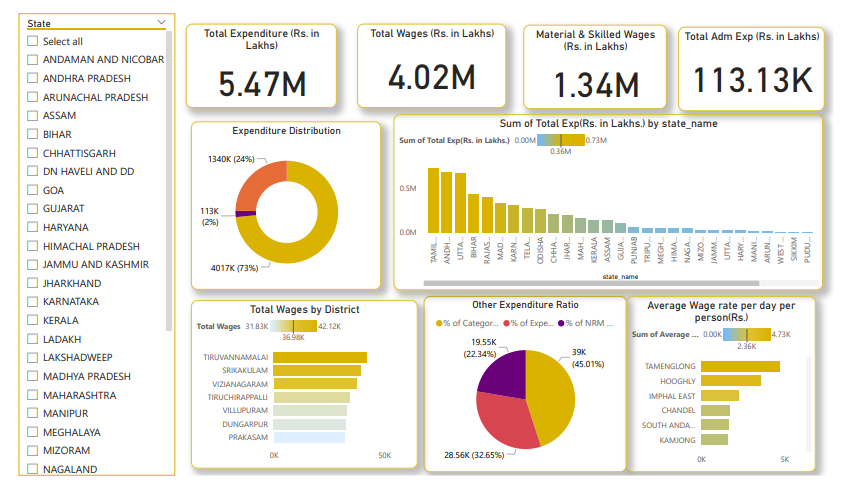 State
Select all
ANDAMAN AND NICOBAR
ANDHRA PRADESH
ARUNACHAL PRADESH
ASSAM
BIHAR
CHHATTISGARH
DN HAVELI AND DD
GOA
GUJARAT
HARYANA
HIMACHAL PRADESH
JAMMU AND KASHMIR
JHARKHAND
KARNATAKA
KERALA
LADAKH
LAKSHADWEEP
MADHYA PRADESH
MAHARASHTRA
MANIPUR
MEGHALAYA
MIZORAM
NAGALAND
Total Expenditure (Rs. in
Lakhs)
5.47M
Total Wages (Rs. in Lakhs)
4.02M
Material & Skilled Wages
(Rs. in Lakhs)
1.34M
Total Adm Exp (Rs. in Lakhs)
113.13K
Expenditure Distribution
1340K (24%)
113K
(2%)
4017K (73%)
Sum of Total Exp(Rs. in Lakhs.) by state_name
Sum of Total Exp(Rs. in Lakhs.) 0.00M 0.73M
0.36M
0.5M
0.0M
TAMIL...
ANDH...
UTTA...
BIHAR
RAJAS...
MAD...
KARN...
TELA...
ODISHA
CHHA...
JHAR...
MAH...
KERALA
ASSAM
GUJA...
PUNJAB
TRIPU...
MEGH...
HIMA...
NAGA...
MIZO...
JAMM...
UTTA...
HARY...
MANI...
ARUN...
WEST ...
SIKKIM
PUDU...
state_name
Total Wages by District
Total Wages 31.83K 42.12K
36.98K
TIRUVANNAMALAI
SRIKAKULAM
VIZIANAGARAM
TIRUCHIRAPPALU
VILLUPURAM
DUNGARPUR
PRAKASAM
0K 50K
Other Expenditure Ratio
% of Categor... % of Expe... % of NRM ...
19.55K
(22.34%)
39K
(45.01%)
28.56K (32.65%)
Average Wage rate per day per
person(Rs.)
Sum of Average ... 0.00K 4.73K
2.36K
TAMENGLONG
HOOGHLY
IMPHAL EAST
CHANDEL
SOUTH ANDA...
KAMJONG
0K 5K